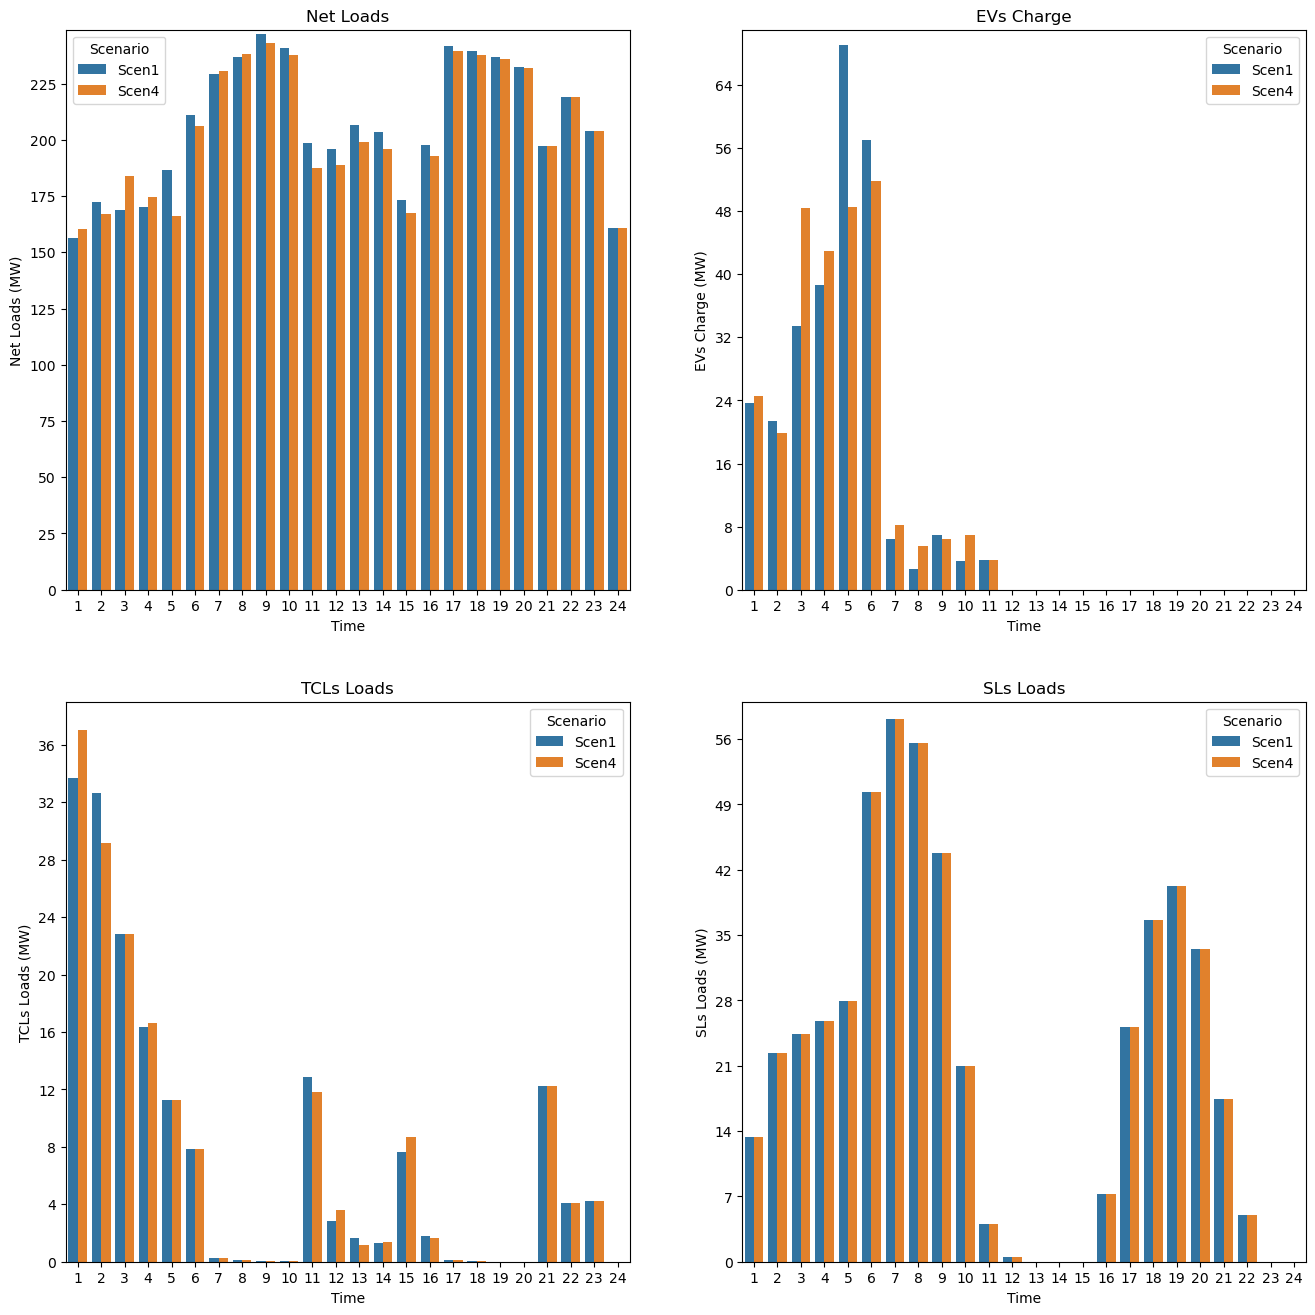 Net Loads
Scenario
Scen1
Scen4
Net Loads (MW)
225
200
175
150
125
100
75
50
25
0
1 2 3 4 5 6 7 8 9 10 11 12 13 14 15 16 17 18 19 20 21 22 23 24
Time
EVs Charge
Scenario
Scen1
Scen4
EVs Charge (MW)
64
56
48
40
32
24
16
8
0
1 2 3 4 5 6 7 8 9 10 11 12 13 14 15 16 17 18 19 20 21 22 23 24
Time
TCLs Loads
Scenario
Scen1
Scen4
TCLs Loads (MW)
36
32
28
24
20
16
12
8
4
0
1 2 3 4 5 6 7 8 9 10 11 12 13 14 15 16 17 18 19 20 21 22 23 24
Time
SLs Loads
Scenario
Scen1
Scen4
SLs Loads (MW)
56
49
42
35
28
21
14
7
0
1 2 3 4 5 6 7 8 9 10 11 12 13 14 15 16 17 18 19 20 21 22 23 24
Time